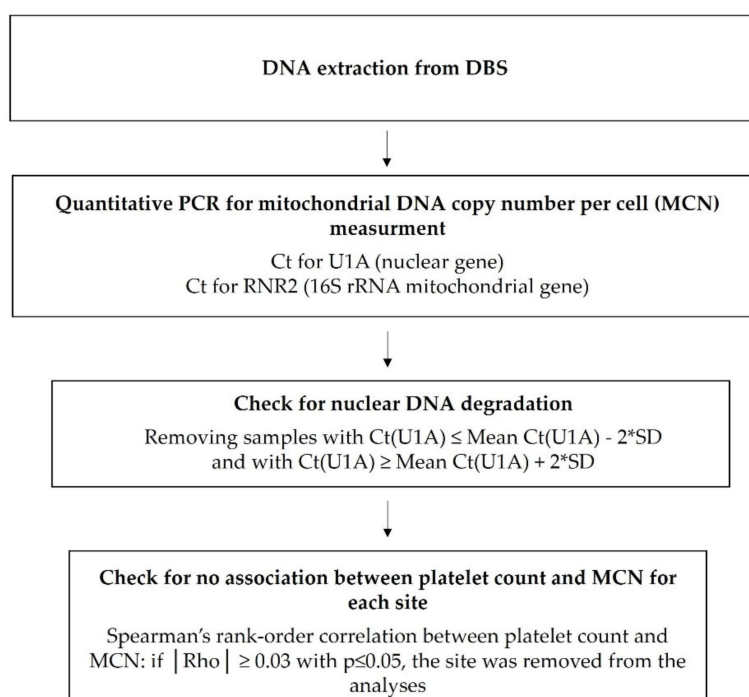 DNA extraction from DBS
Quantitative PCR for mitochondrial DNA copy number per cell (MCN)
measurment
Ct for U1A (nuclear gene)
Ct for RNR2 (16S rRNA mitochondrial gene)
Check for nuclear DNA degradation
Removing samples with Ct(U1A) ≤ Mean Ct(U1A) - 2*SD
and with Ct(U1A) ≥ Mean Ct(U1A) + 2*SD
Check for no association between platelet count and MCN for
each site
Spearman’s rank-order correlation between platelet count and
MCN: if |Rho| ≥ 0.03 with p≤0.05, the site was removed from the
analyses